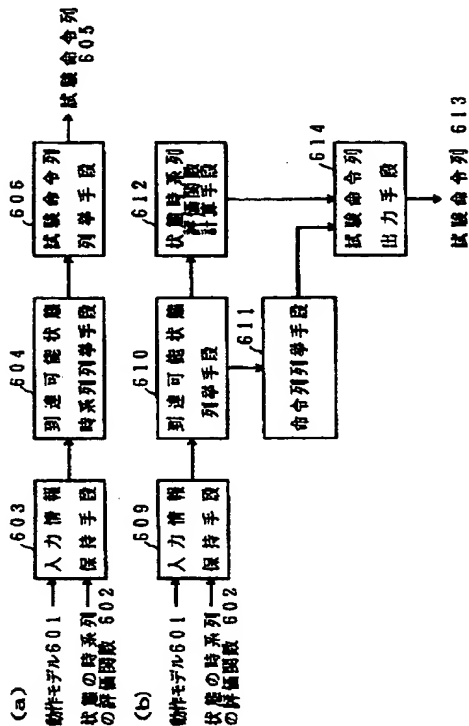 (a)
動作モデル601
状態の時系列
の評価関数 602
603
入力情報
保持手段
604
到達可能状態
時系列列挙手段
606
試験命令列
列挙手段
試験命令列
605
(b)
動作モデル601
状態の時系列
の評価関数 602
609
入力情報
保持手段
610
到達可能状態
列挙手段
611
命令列列挙手段
612
状態時系列
評価関数
計算手段
614
試験命令列
出力手段
試験命令列 613